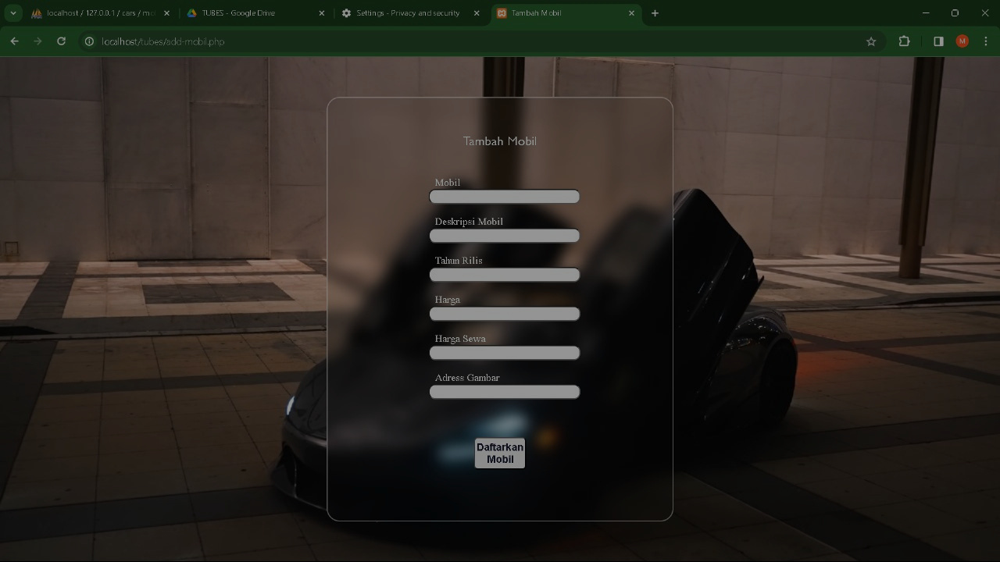 localhost / 127.0.0.1 / cars / m
TUBES - Google Drive
Settings - Privacy and security
Tambah Mobil
localhost/tubes/add-mobil.php
M
Tambah Mobil
Mobil
Deskripsi Mobil
Tahun Rilis
Harga
Harga Sewa
Adress Gambar
Daftarkan
Mobil